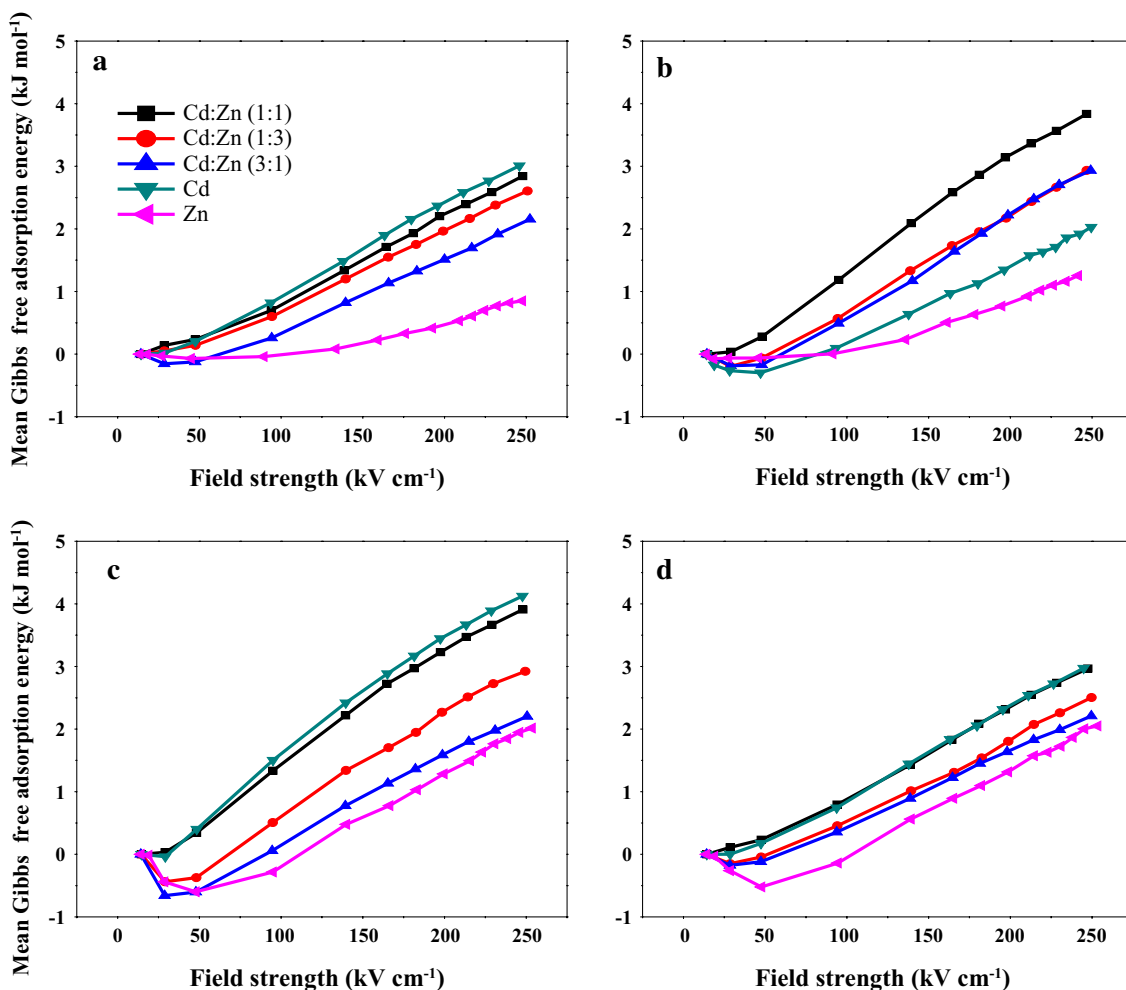 Mean Gibbs free adsorption energy (kJ mol-1)
5
4
3
2
1
0
-1
a
Cd:Zn (1:1)
Cd:Zn (1:3)
Cd:Zn (3:1)
Cd
Zn
0 50 100 150 200 250
Field strength (kV cm-1)
5
4
3
2
1
0
-1
b
0 50 100 150 200 250
Field strength (kV cm-1)
Mean Gibbs free adsorption energy (kJ mol-1)
5
4
3
2
1
0
-1
c
0 50 100 150 200 250
Field strength (kV cm-1)
5
4
3
2
1
0
-1
d
0 50 100 150 200 250
Field strength (kV cm-1)